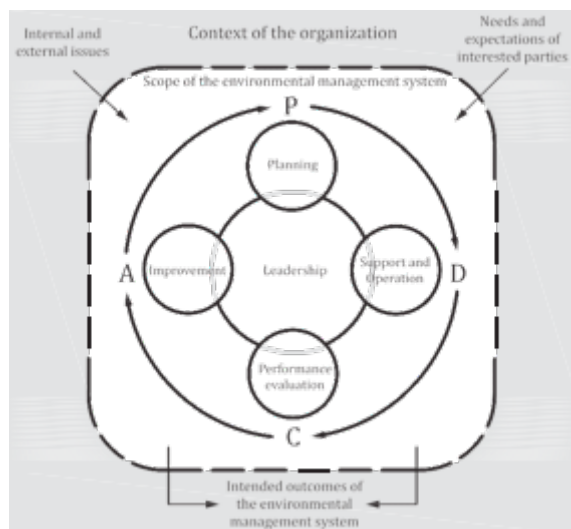 Internal and
external issues
Context of the organization
Needs and
expectations of
interested parties
Scope of the environmental management system
P
Planning
A
Improvement
Leadership
Support and
Operation
D
Performance
evaluation
C
Intended outcomes of
the environmental
management system